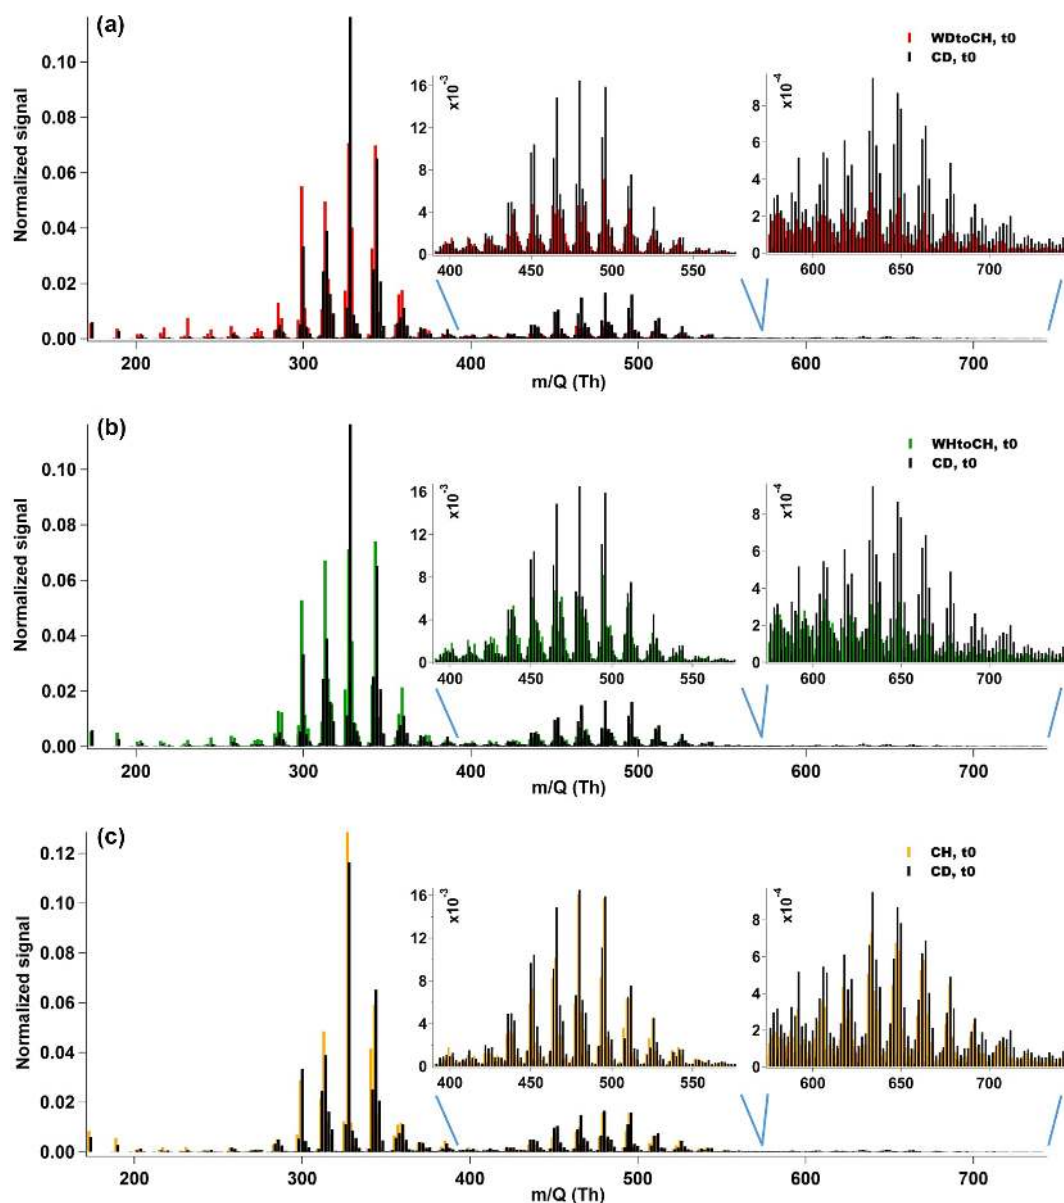 (a)
WDtoCH, t0
CD, t0
Normalized signal
0.10
0.08
0.06
0.04
0.02
0.00
x10⁻³
16
12
8
4
0
400 450 500 550
x10⁻⁴
8
6
4
2
0
600 650 700
200 300 400 500 600 700
m/Q (Th)
(b)
WHtoCH, t0
CD, t0
Normalized signal
0.10
0.08
0.06
0.04
0.02
0.00
x10⁻³
16
12
8
4
0
400 450 500 550
x10⁻⁴
8
6
4
2
0
600 650 700
200 300 400 500 600 700
m/Q (Th)
(c)
CH, t0
CD, t0
Normalized signal
0.12
0.10
0.08
0.06
0.04
0.02
0.00
x10⁻³
16
12
8
4
0
400 450 500 550
x10⁻⁴
8
6
4
2
0
600 650 700
200 300 400 500 600 700
m/Q (Th)